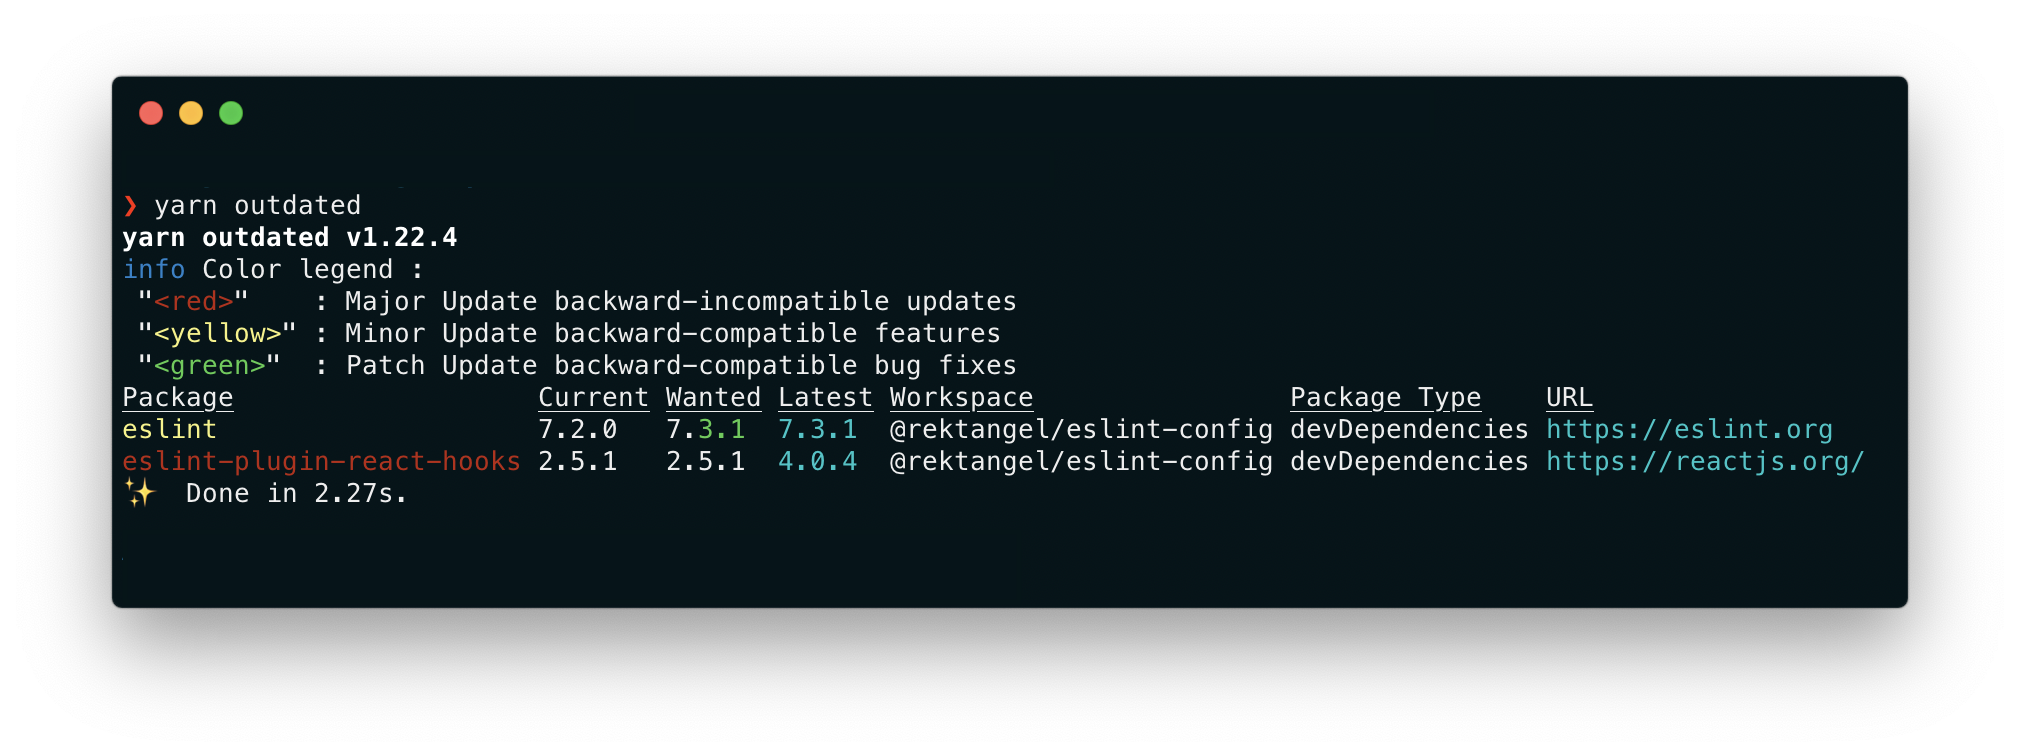 ❯ yarn outdated
yarn outdated v1.22.4
info Color legend :
 "<red>"    : Major Update backward-incompatible updates
 "<yellow>" : Minor Update backward-compatible features
 "<green>"  : Patch Update backward-compatible bug fixes
Package                   Current Wanted Latest Workspace                Package Type    URL
eslint                    7.2.0   7.3.1  7.3.1  @rektangel/eslint-config devDependencies https://eslint.org
eslint-plugin-react-hooks 2.5.1   2.5.1  4.0.4  @rektangel/eslint-config devDependencies https://reactjs.org/
✨  Done in 2.27s.